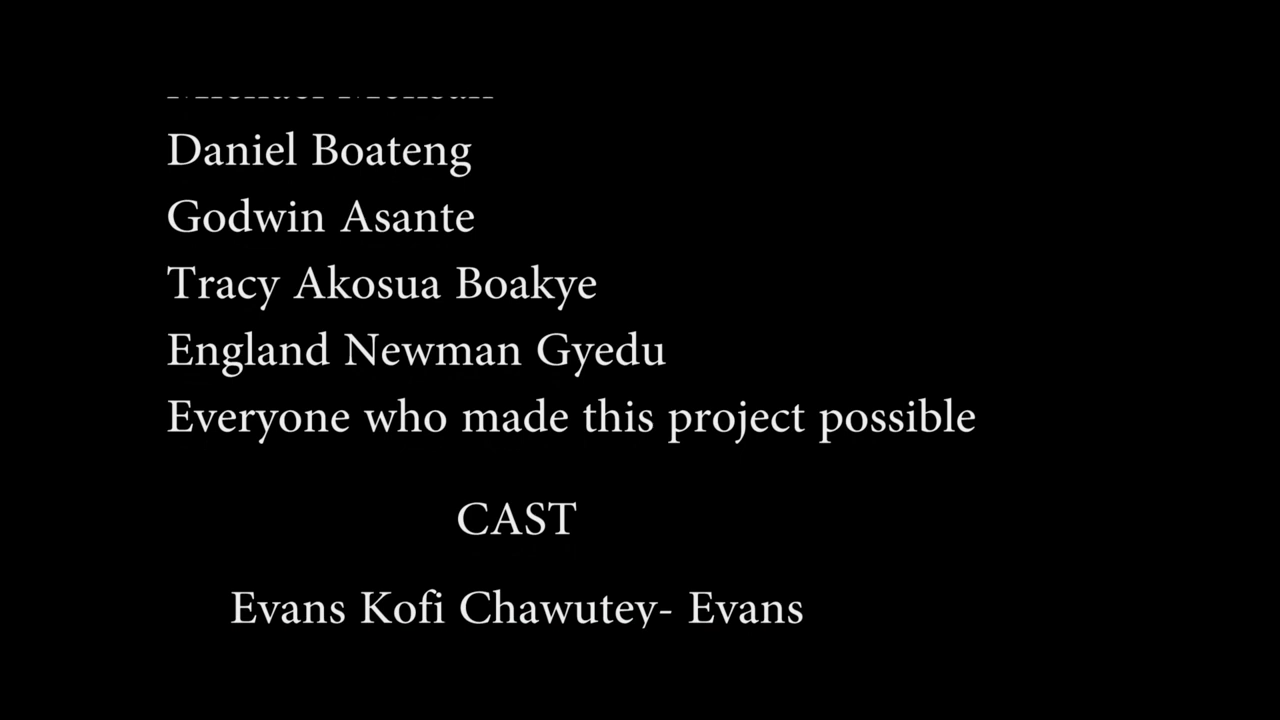 Daniel Boateng
Godwin Asante
Tracy Akosua Boakye
England Newman Gyedu
Everyone who made this project possible
CAST
Evans Kofi Chawutey- Evans